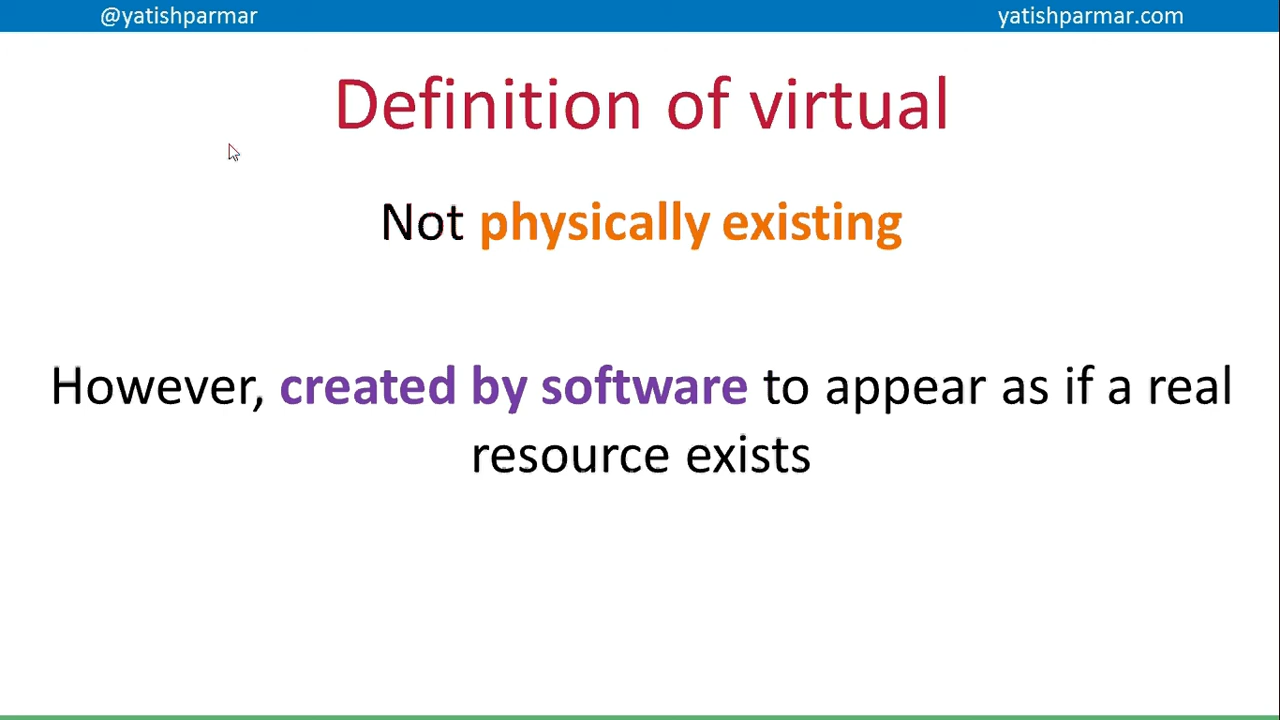 @yatishparmar
yatishparmar.com
Definition of virtual
Not physically existing
However, created by software to appear as if a real
resource exists